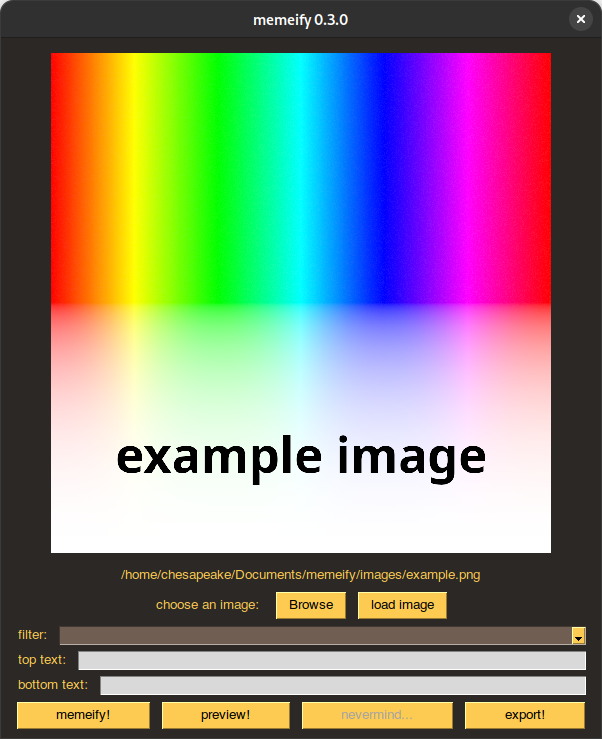 memeify 0.3.0
example image
/home/chesapeake/Documents/memeify/images/example.png
choose an image: Browse load image
filter:
top text:
bottom text:
memeify! preview! nevermind... export!